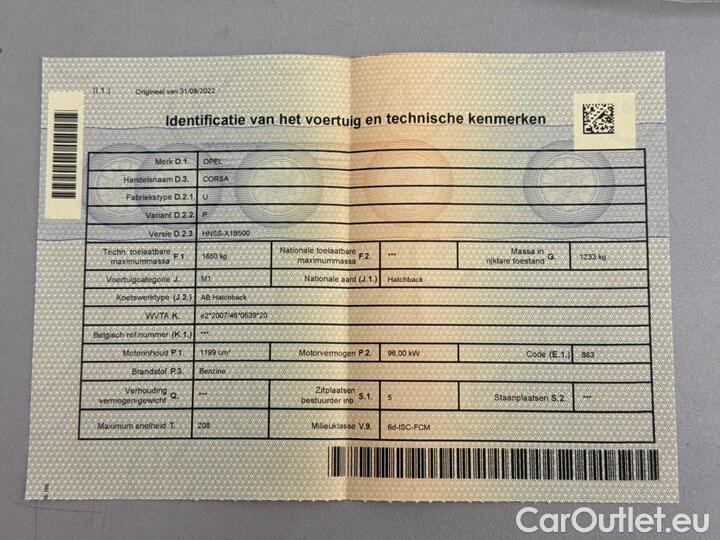 (I.1.) Origineel van 31/08/2022
Identificatie van het voertuig en technische kenmerken
Merk D.1. OPEL
Handelsnaam D.3. CORSA
Fabriekstype D.2.1. U
Variant D.2.2. P
Versie D.2.3. HNSS-X1B500
Techn. toelaatbare maximummassa F.1. 1650 kg Nationale toelaatbare maximummassa F.2. *** Massa in rijklare toestand G. 1233 kg
Voertuigcategorie J. M1 Nationale aard (J.1.) Hatchback
Koetswerktype (J.2.) AB Hatchback
WVTA K. e2*2007/46*0639*20
Belgisch ref.nummer (K.1.) ***
Motorinhoud P.1. 1199 cm³ Motorvermogen P.2. 96,00 kW Code (E.1.) 863
Brandstof P.3. Benzine
Verhouding vermogen/gewicht Q. *** Zitplaatsen bestuurder inb. S.1. 5 Staanplaatsen S.2. ***
Maximum snelheid T. 208 Milieuklasse V.9. 6d-ISC-FCM
CarOutlet.eu